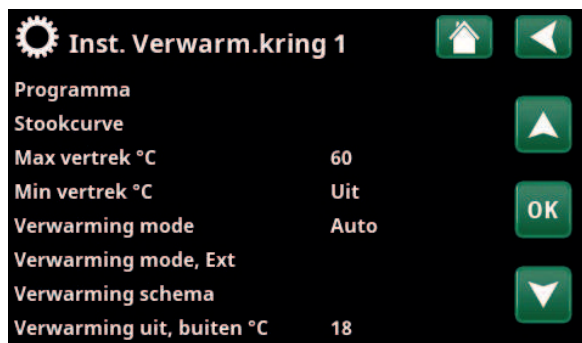 Inst. Verwarm.kring 1
Programma
Stookcurve
Max vertrek °C 60
Min vertrek °C Uit
Verwarming mode Auto
OK
Verwarming mode, Ext
Verwarming schema
Verwarming uit, buiten °C 18